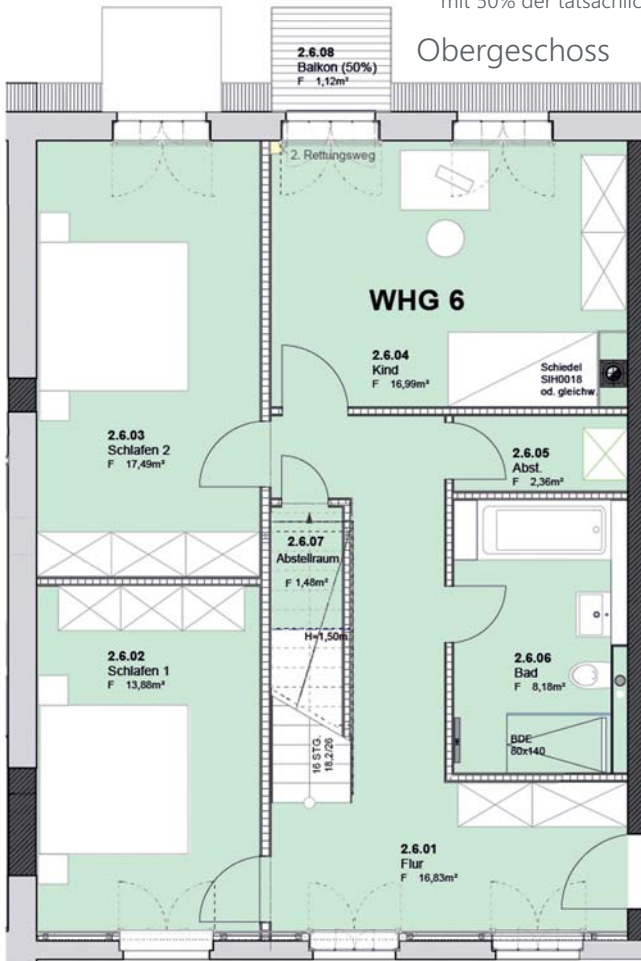 mit 50% der tatsächlic
Obergeschoss
2.6.08
Balkon (50%)
F 1,12m²
2. Rettungsweg
WHG 6
2.6.04
Kind
F 16,99m²
Schiedel
SIH0018
od. gleichw.
2.6.03
Schlafen 2
F 17,49m²
2.6.05
Abst.
F 2,36m²
2.6.07
Abstellraum
F 1,48m²
H=1,50m
2.6.02
Schlafen 1
F 13,88m²
2.6.06
Bad
F 8,18m²
BDE
80x140
16 STG.
18,2/26
2.6.01
Flur
F 16,83m²